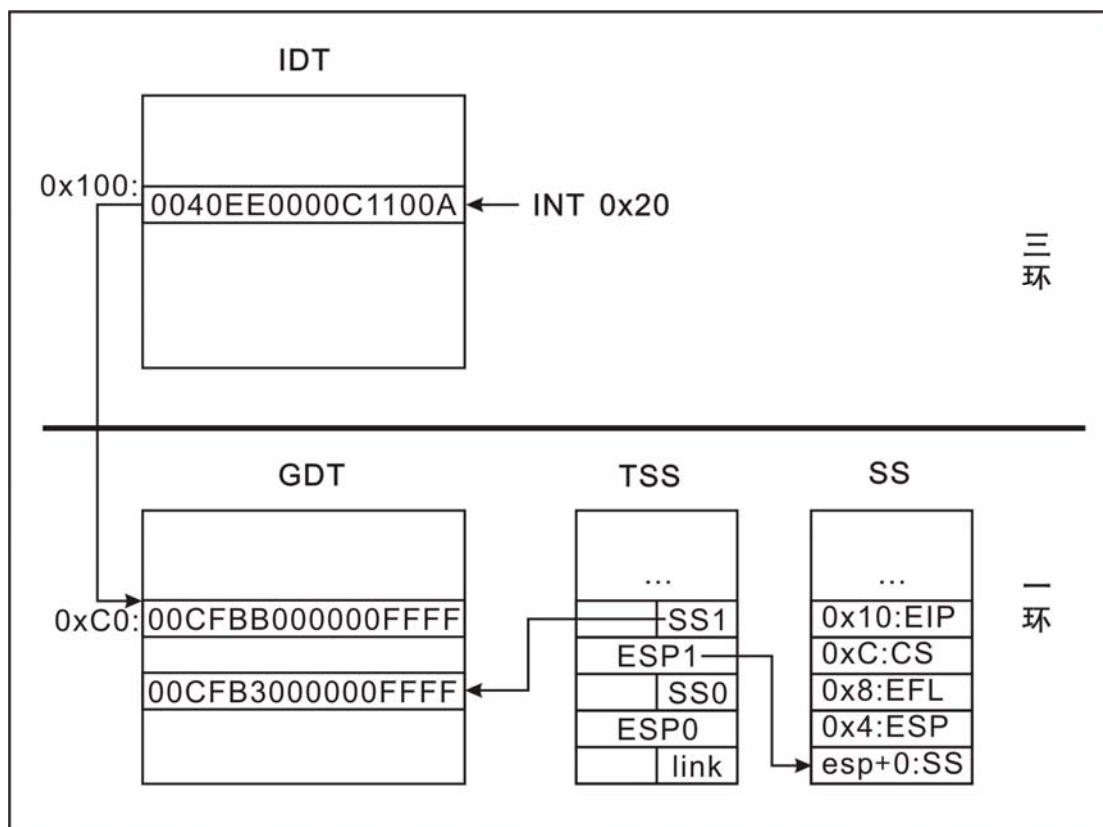 IDT
0x100:
0040EE0000C1100A
INT 0x20
三
环
GDT
TSS
SS
...
...
0xC0:
00CFBB000000FFFF
SS1
0x10:EIP
一
环
ESP1
0xC:CS
00CFB3000000FFFF
SS0
0x8:EFL
ESP0
0x4:ESP
link
esp+0:SS